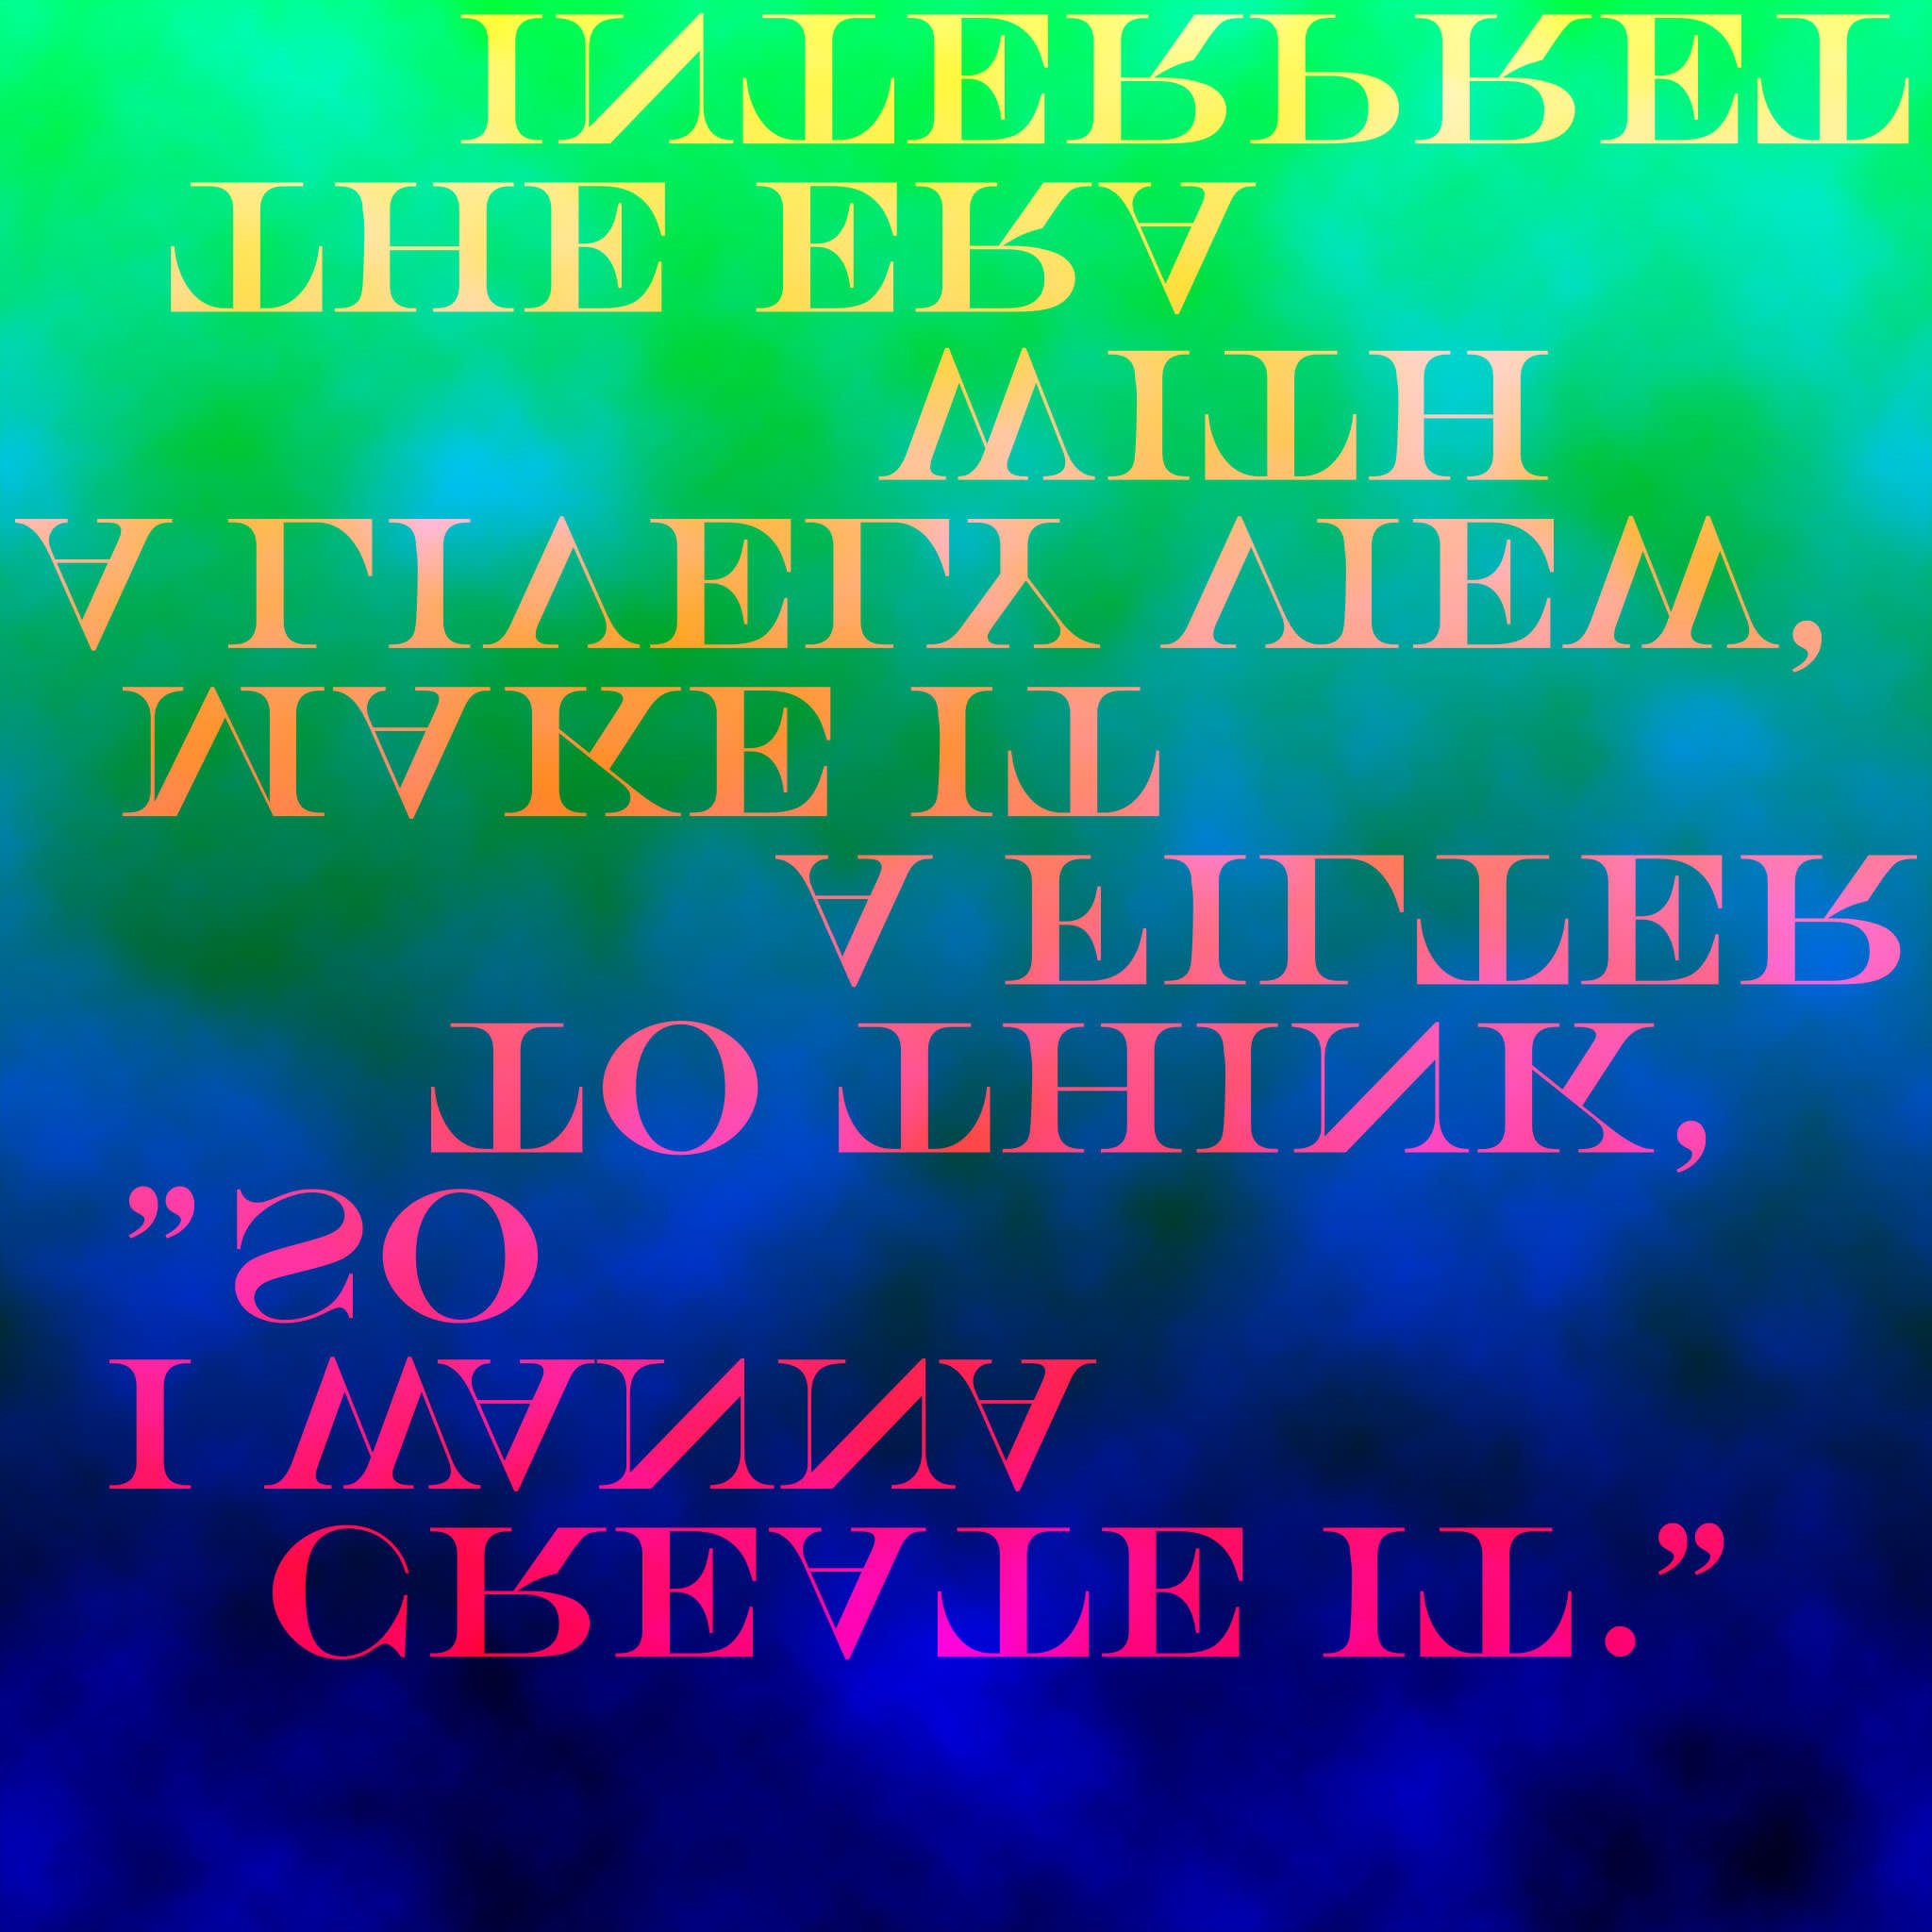 INTERPRET
THE ERA
WITH
A LIVELY VIEW,
MAKE IT
A FILTER
TO THINK,
”SO
I WANNA
CREATE IT.”